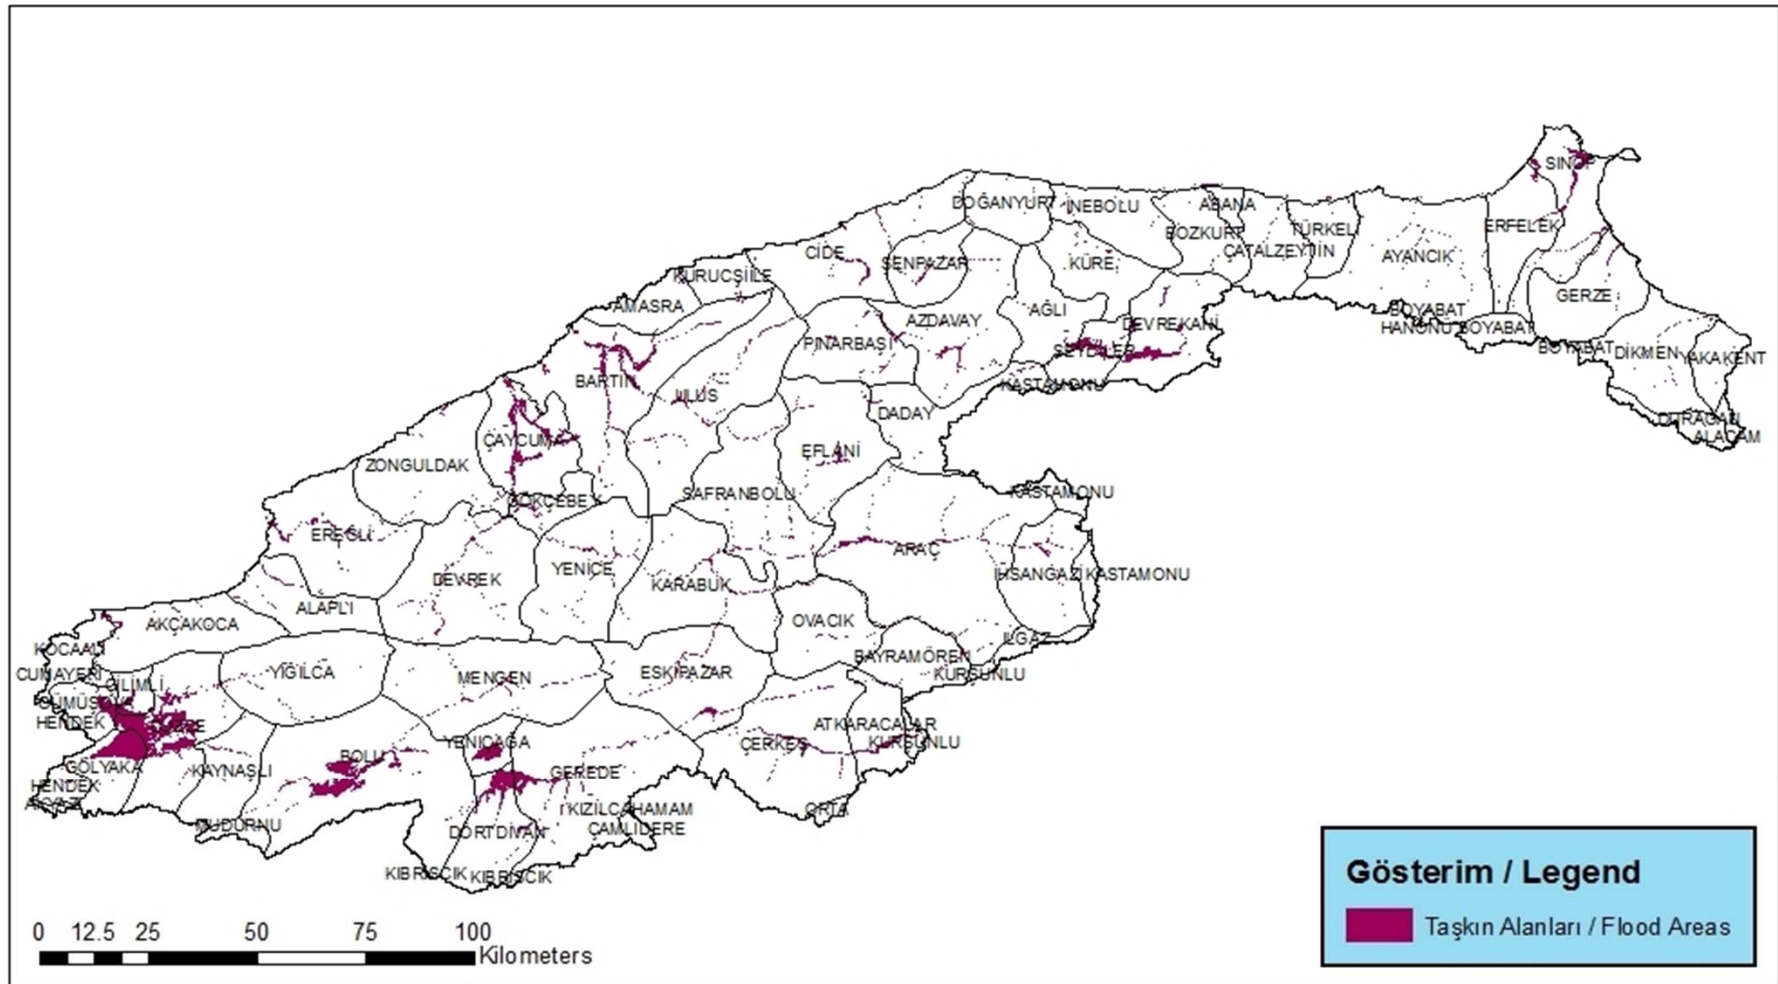 SINOP
DOĞANYURT
İNEBOLU
ABANA
BOZKURT
ÇATALZEYTİN
TÜRKELİ
AYANCIK
ERFELEK
CİDE
ŞENPAZAR
KÜRE
KURUCŞİİLE
AMASRA
AĞLI
AZDAVAY
DEVREKANİ
GERZE
BOYABAT
HANÖNÜ
BOYABAT
BOYABAT
DİKMEN
YAKAKENT
PINARBAŞI
SEYDİLER
KASTAMONU
BARTIN
ULUS
DADAY
DURAĞAN
ALAÇAM
ÇAYCUMA
EFLANİ
ZONGULDAK
SAFRANBOLU
KASTAMONU
GÖKÇEBEY
EREĞLİ
ARAÇ
DEVREK
YENİCE
KARABÜK
İHSANGAZİ
KASTAMONU
ALAPLI
AKÇAKOCA
OVACIK
ILGAZ
KOCAALİ
BAYRAMÖREN
KURŞUNLU
CUMAYERİ
ÇİLİMLİ
YIĞILCA
MENGEN
ESKİPAZAR
HENDEK
ATKARACALAR
KURŞUNLU
YENİÇAĞA
ÇERKEŞ
BOLU
GÖLYAKA
KAYNAŞLI
GEREDE
HENDEK
KIZILCAHAMAM
ORTA
ÇAMLIDERE
MUDURNU
DÖRTDİVAN
KIBRISCIK
KIBRISCIK
0 12.5 25 50 75 100
Kilometers
Gösterim / Legend
Taşkın Alanları / Flood Areas